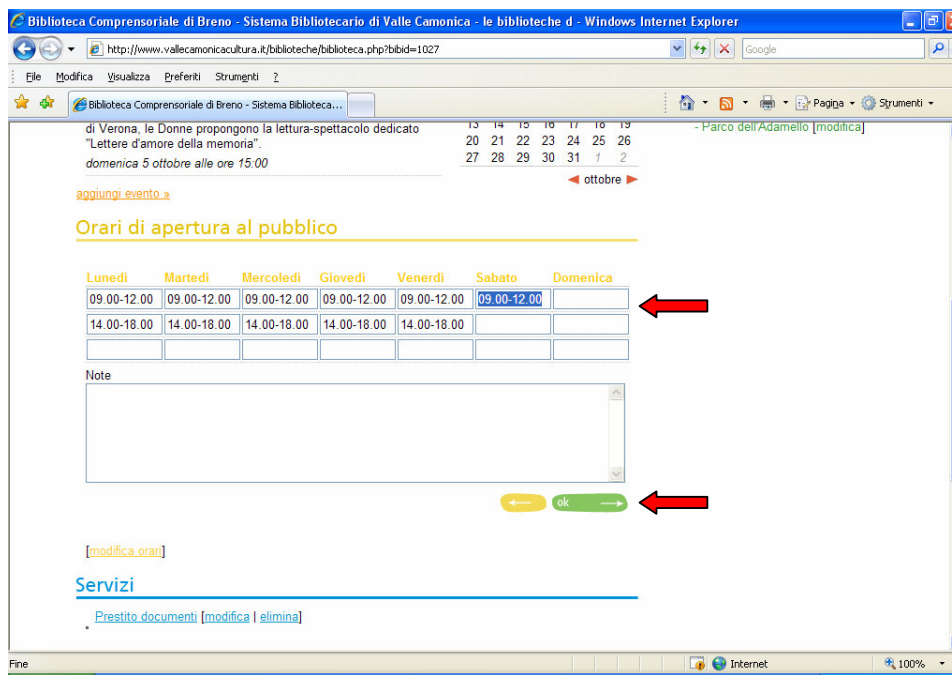 Biblioteca Comprensoriale di Breno - Sistema Bibliotecario di Valle Camonica - le biblioteche d - Windows Internet Explorer
http://www.vallecamonicacultura.it/biblioteche/biblioteca.php?bibid=1027
Google
File Modifica Visualizza Preferiti Strumenti ?
Biblioteca Comprensoriale di Breno - Sistema Biblioteca...
Pagina Strumenti
di Verona, le Donne propongono la lettura-spettacolo dedicato
"Lettere d'amore della memoria".
domenica 5 ottobre alle ore 15:00
aggiungi evento »
13 14 15 16 17 18 19
20 21 22 23 24 25 26
27 28 29 30 31 1 2
ottobre
- Parco dell'Adamello [modifica]
Orari di apertura al pubblico
Lunedì Martedì Mercoledì Giovedì Venerdì Sabato Domenica
09.00-12.00 09.00-12.00 09.00-12.00 09.00-12.00 09.00-12.00 09.00-12.00
14.00-18.00 14.00-18.00 14.00-18.00 14.00-18.00 14.00-18.00
Note
ok
[modifica orari]
Servizi
Prestito documenti [modifica | elimina]
Fine
Internet
100%